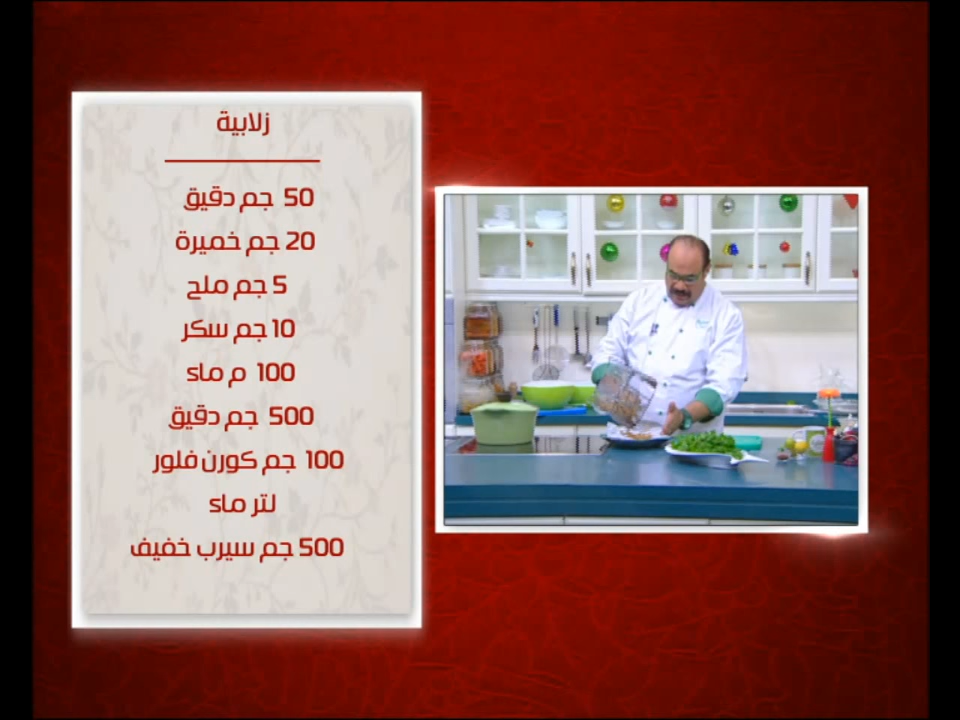 زلابية
50 جم دقيق
20 جم خميرة
5 جم ملح
10 جم سكر
100 م ماء
500 جم دقيق
100 جم كورن فلور
لتر ماء
500 جم سيرب خفيف